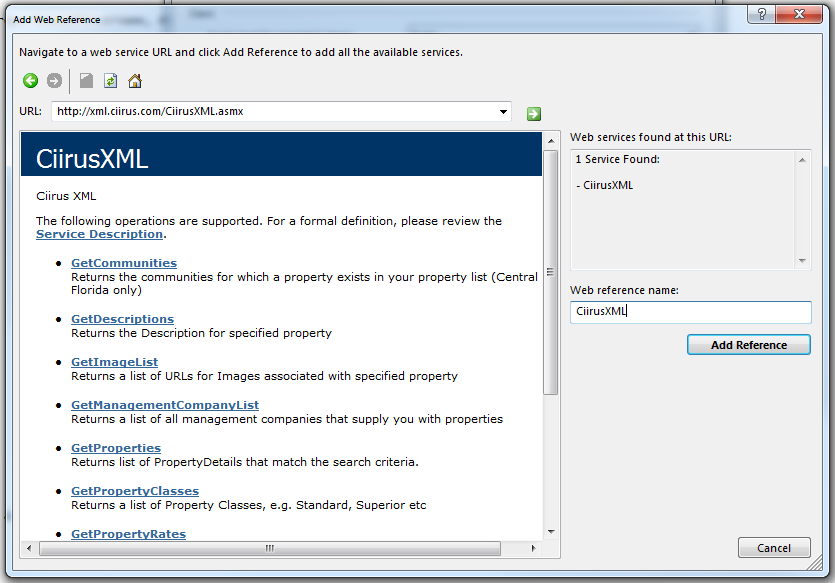 Add Web Reference
Navigate to a web service URL and click Add Reference to add all the available services.
URL: http://xml.ciirus.com/CiirusXML.asmx
CiirusXML
Ciirus XML
The following operations are supported. For a formal definition, please review the
Service Description.
GetCommunities
Returns the communities for which a property exists in your property list (Central
Florida only)
GetDescriptions
Returns the Description for specified property
GetImageList
Returns a list of URLs for Images associated with specified property
GetManagementCompanyList
Returns a list of all management companies that supply you with properties
GetProperties
Returns list of PropertyDetails that match the search criteria.
GetPropertyClasses
Returns a list of Property Classes, e.g. Standard, Superior etc
GetPropertyRates
Web services found at this URL:
1 Service Found:
- CiirusXML
Web reference name:
CiirusXML
Add Reference
Cancel